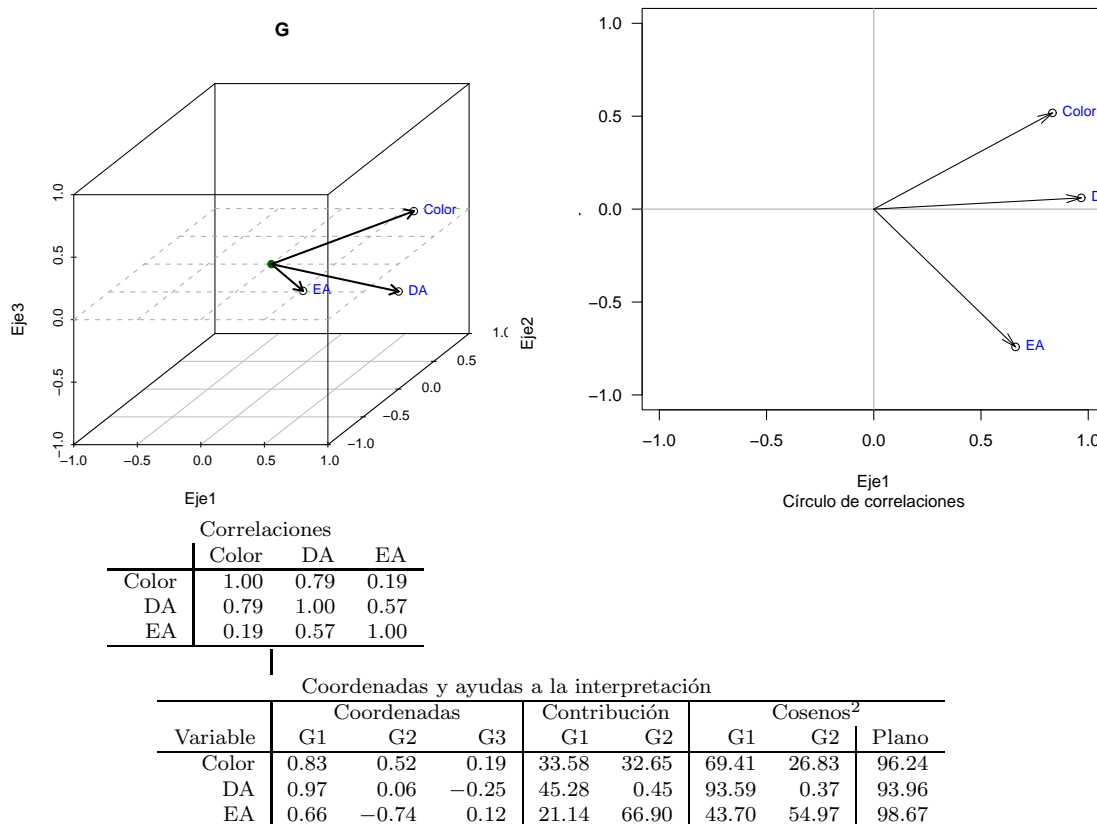 G
1.0
0.5
0.0
−0.5
−1.0
Eje3
−1.0 −0.5 0.0 0.5 1.0
Eje1
−1.0
−0.5
0.0
0.5
Eje2
Color
DA
EA
1.0
0.5
0.0
−0.5
−1.0
−1.0 −0.5 0.0 0.5 1.0
Color
EA
Eje1
Círculo de correlaciones
Correlaciones
Color DA EA
Color 1.00 0.79 0.19
DA 0.79 1.00 0.57
EA 0.19 0.57 1.00
Coordenadas y ayudas a la interpretación
Coordenadas Contribución Cosenos²
Variable G1 G2 G3 G1 G2 G1 G2 Plano
Color 0.83 0.52 0.19 33.58 32.65 69.41 26.83 96.24
DA 0.97 0.06 −0.25 45.28 0.45 93.59 0.37 93.96
EA 0.66 −0.74 0.12 21.14 66.90 43.70 54.97 98.67